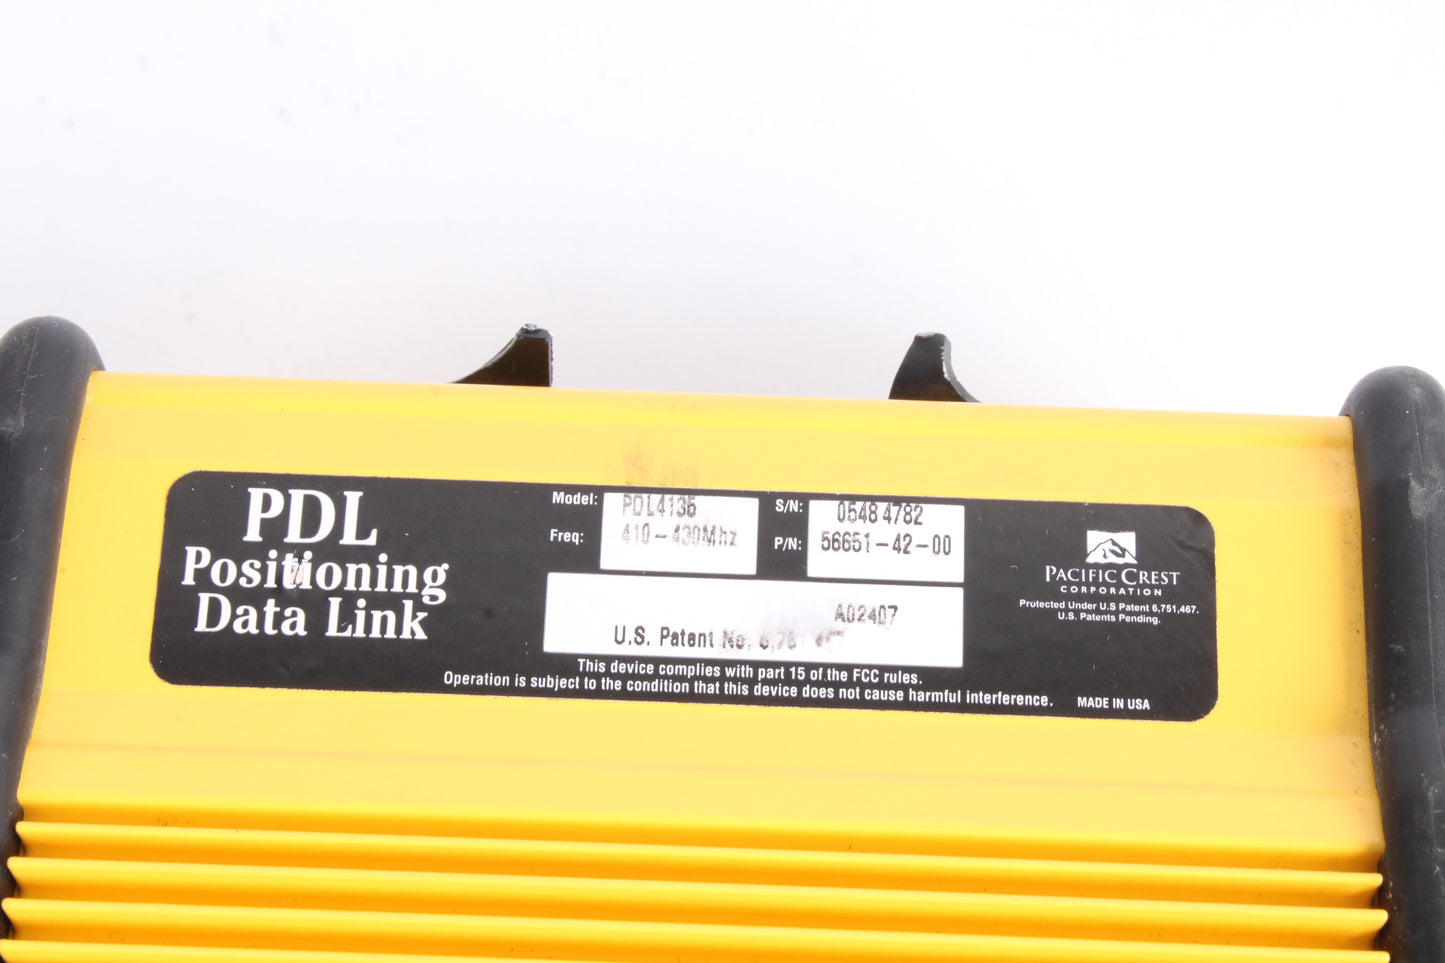 PDL
Positioning
Data Link
Model: PDL4135
Freq: 410-430Mhz
S/N: 0548 4782
P/N: 56651-42-00
A02407
U.S. Patent No.
This device complies with part 15 of the FCC rules.
Operation is subject to the condition that this device does not cause harmful interference.
PACIFIC CREST
CORPORATION
Protected Under U.S Patent 6,751,467.
U.S. Patents Pending.
MADE IN USA